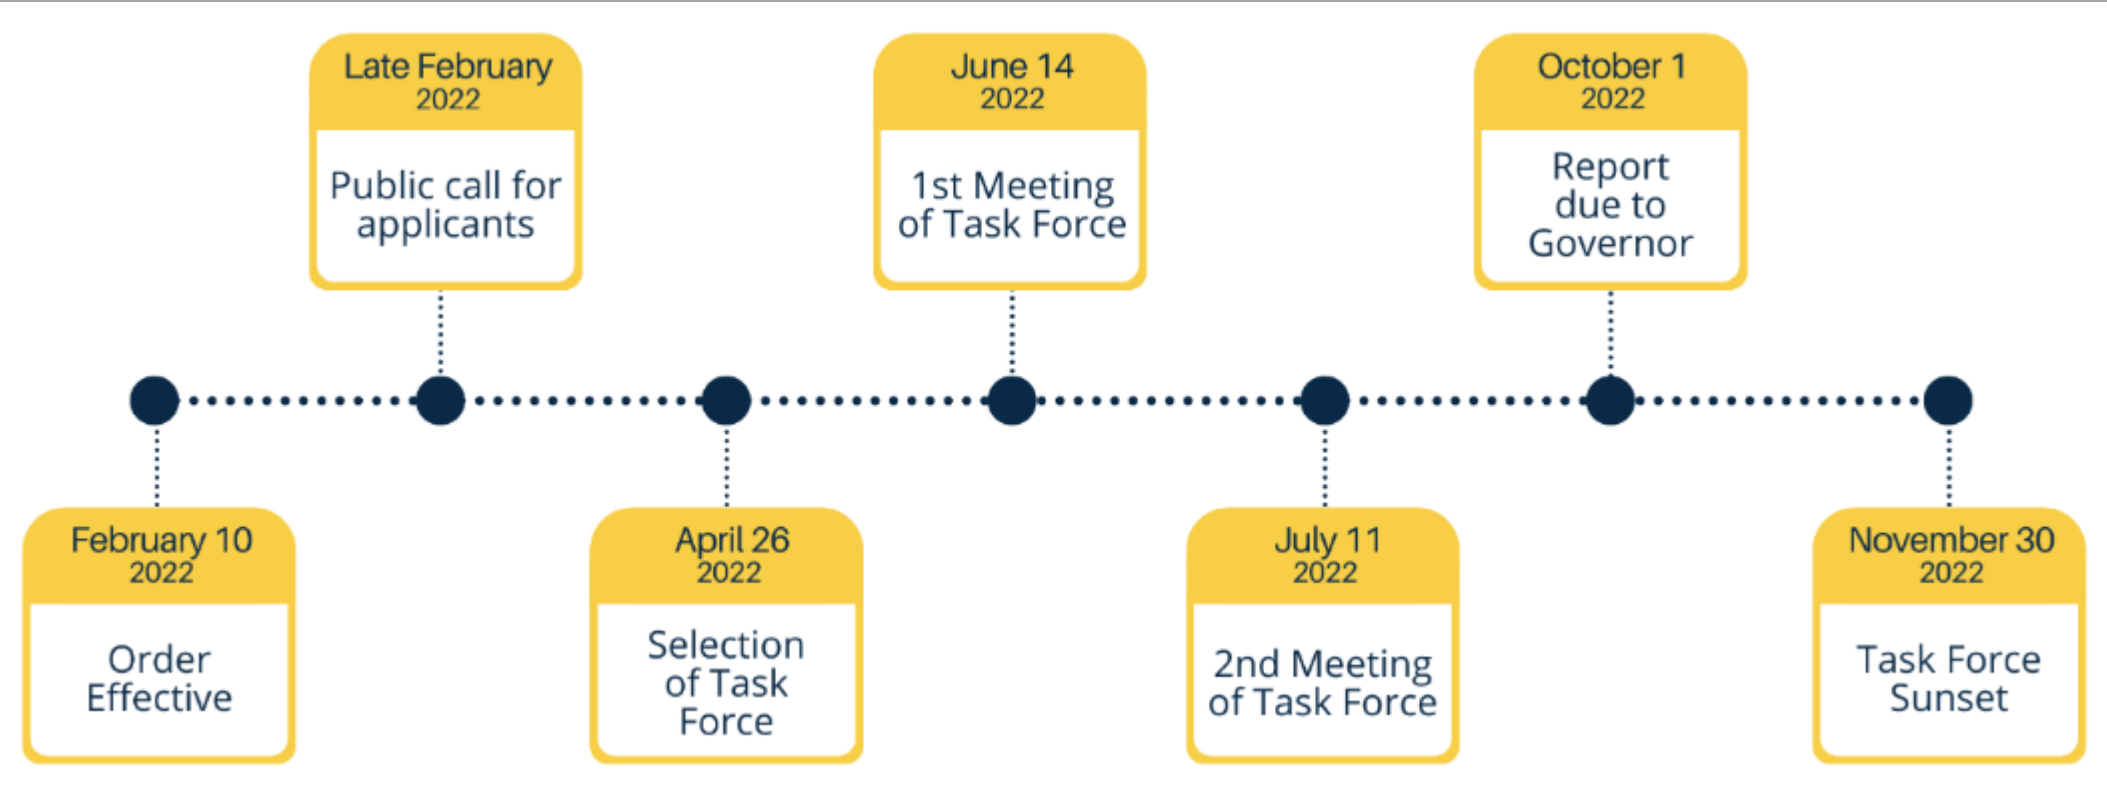 Late February
2022
Public call for
applicants
June 14
2022
1st Meeting
of Task Force
October 1
2022
Report
due to
Governor
February 10
2022
Order
Effective
April 26
2022
Selection
of Task
Force
July 11
2022
2nd Meeting
of Task Force
November 30
2022
Task Force
Sunset